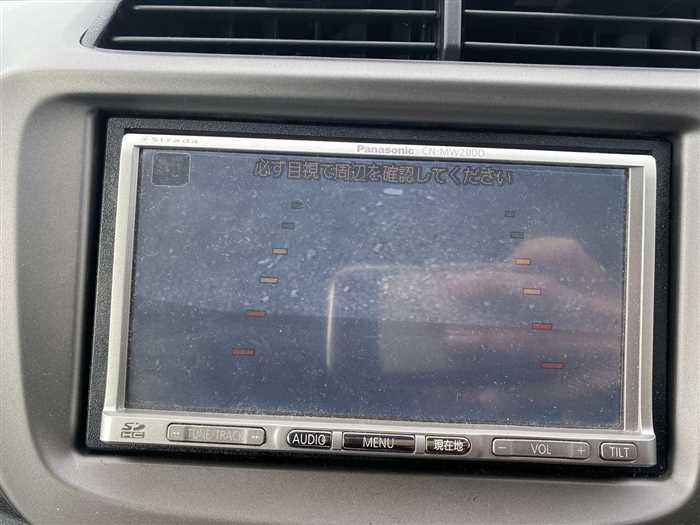 Strada
Panasonic CN-MW200D
必ず目視で周辺を確認してください
SD HC
TUNE·TRACK
AUDIO
MENU
現在地
− VOL +
TILT